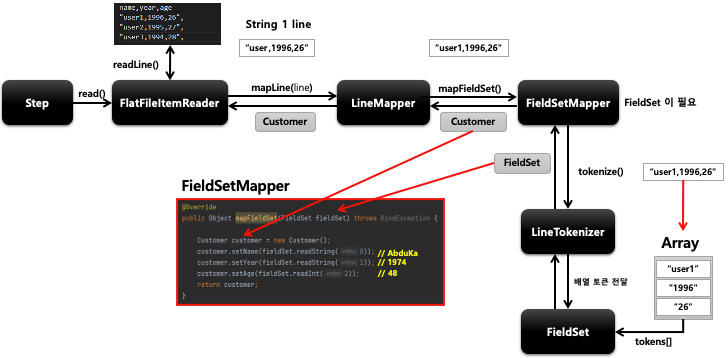 name,year,age
"user1,1996,26",
"user2,1995,27",
"user3,1994,28",
String 1 line
"user,1996,26"
"user1,1996,26"
readLine()
Step
read()
FlatFileItemReader
mapLine(line)
Customer
LineMapper
mapFieldSet()
Customer
FieldSetMapper
FieldSet 이 필요
FieldSet
tokenize()
"user1,1996,26"
FieldSetMapper
@Override
public Object mapFieldSet(FieldSet fieldSet) throws BindException {
Customer customer = new Customer();
customer.setName(fieldSet.readString( index: 0)); // AbduKa
customer.setYear(fieldSet.readString( index: 1)); // 1974
customer.setAge(fieldSet.readInt( index: 2)); // 48
return customer;
}
LineTokenizer
Array
"user1"
"1996"
"26"
배열 토큰 전달
FieldSet
tokens[]